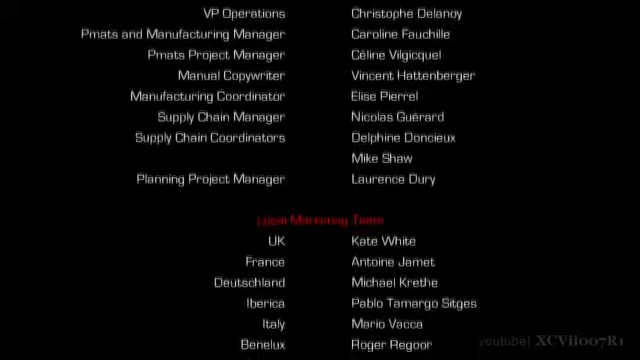 VP Operations Christophe Delanoy
Pmats and Manufacturing Manager Caroline Fauchille
Pmats Project Manager Céline Vilgicquel
Manual Copywriter Vincent Hattenberger
Manufacturing Coordinator Elise Pierrel
Supply Chain Manager Nicolas Guérard
Supply Chain Coordinators Delphine Doncieux
Mike Shaw
Planning Project Manager Laurence Dury
Local Marketing Team
UK Kate White
France Antoine Jamet
Deutschland Michael Krethe
Iberica Pablo Tamargo Sitges
Italy Mario Vacca
Benelux Roger Regoor
youtube| XCVii007R1